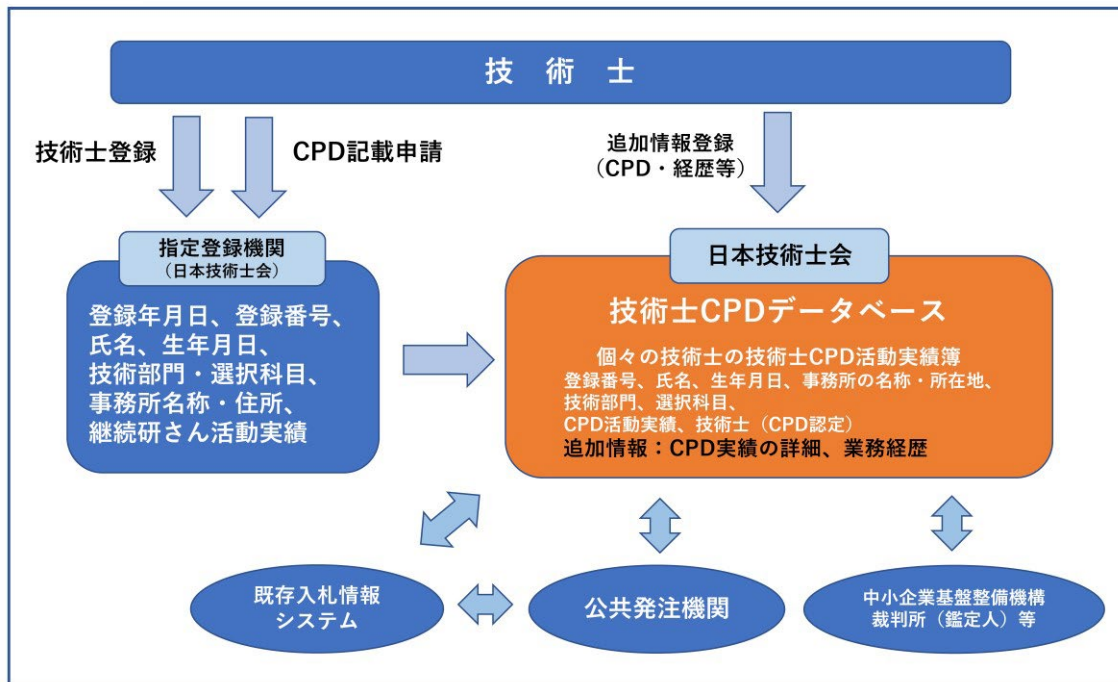 技　術　士
技術士登録
CPD記載申請
追加情報登録
（CPD・経歴等）
指定登録機関
（日本技術士会）
登録年月日、登録番号、
氏名、生年月日、
技術部門・選択科目、
事務所名称・住所、
継続研さん活動実績
日本技術士会
技術士CPDデータベース
個々の技術士の技術士CPD活動実績簿
登録番号、氏名、生年月日、事務所の名称・所在地、
技術部門、選択科目、
CPD活動実績、技術士（CPD認定）
追加情報：CPD実績の詳細、業務経歴
既存入札情報
システム
公共発注機関
中小企業基盤整備機構
裁判所（鑑定人）等